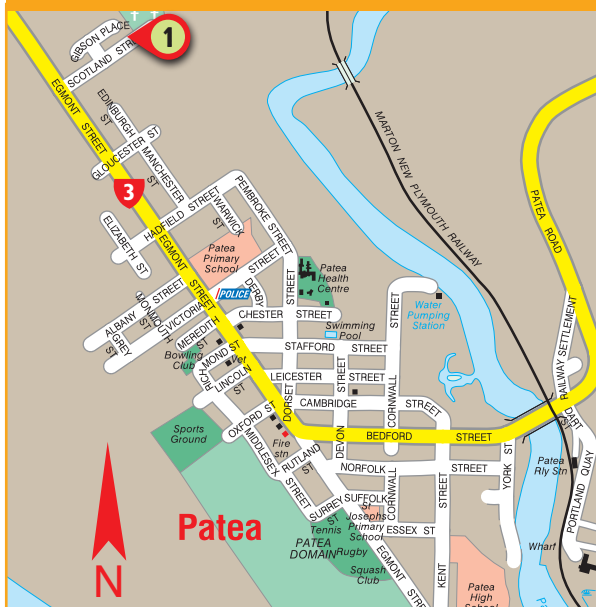 GIBSON PLACE
SCOTLAND STRE
1
EGMONT STREET
EDINBURGH ST
GLOUCESTER ST
MANCHESTER ST
3
MARTON NEW PLYMOUTH RAILWAY
PATEA ROAD
HADFIELD STREET
WARWICK ST
PEMBROKE STREET
ELIZABETH ST
EGMONT STREET
Patea
Primary
School
Patea
Health
Centre
POLICE
DERBY
VICTORIA STREET
ALBANY STREET
MONMOUTH ST
GREY ST
MEREDITH ST
CHESTER STREET
Swimming
Pool
Water
Pumping
Station
STREET
STAFFORD STREET
Bowling
Club
Vet
RICHMOND ST
LINCOLN ST
LEICESTER STREET
CAMBRIDGE STREET
DORSET STREET
DEVON STREET
CORNWALL STREET
RAILWAY SETTLEMENT
DART ST
OXFORD ST
Sports
Ground
Fire
stn
BEDFORD STREET
MIDDLESEX STREET
RUTLAND ST
NORFOLK STREET
YORK ST
Patea
Rly Stn
PORTLAND QUAY
SURREY ST
SUFFOLK
St
CORNWALL
Josephs
Primary
School
ESSEX ST
Tennis
PATEA
DOMAIN
Rugby
Squash
Club
EGMONT STREE
KENT STREET
Wharf
Patea
High
School
Patea
N